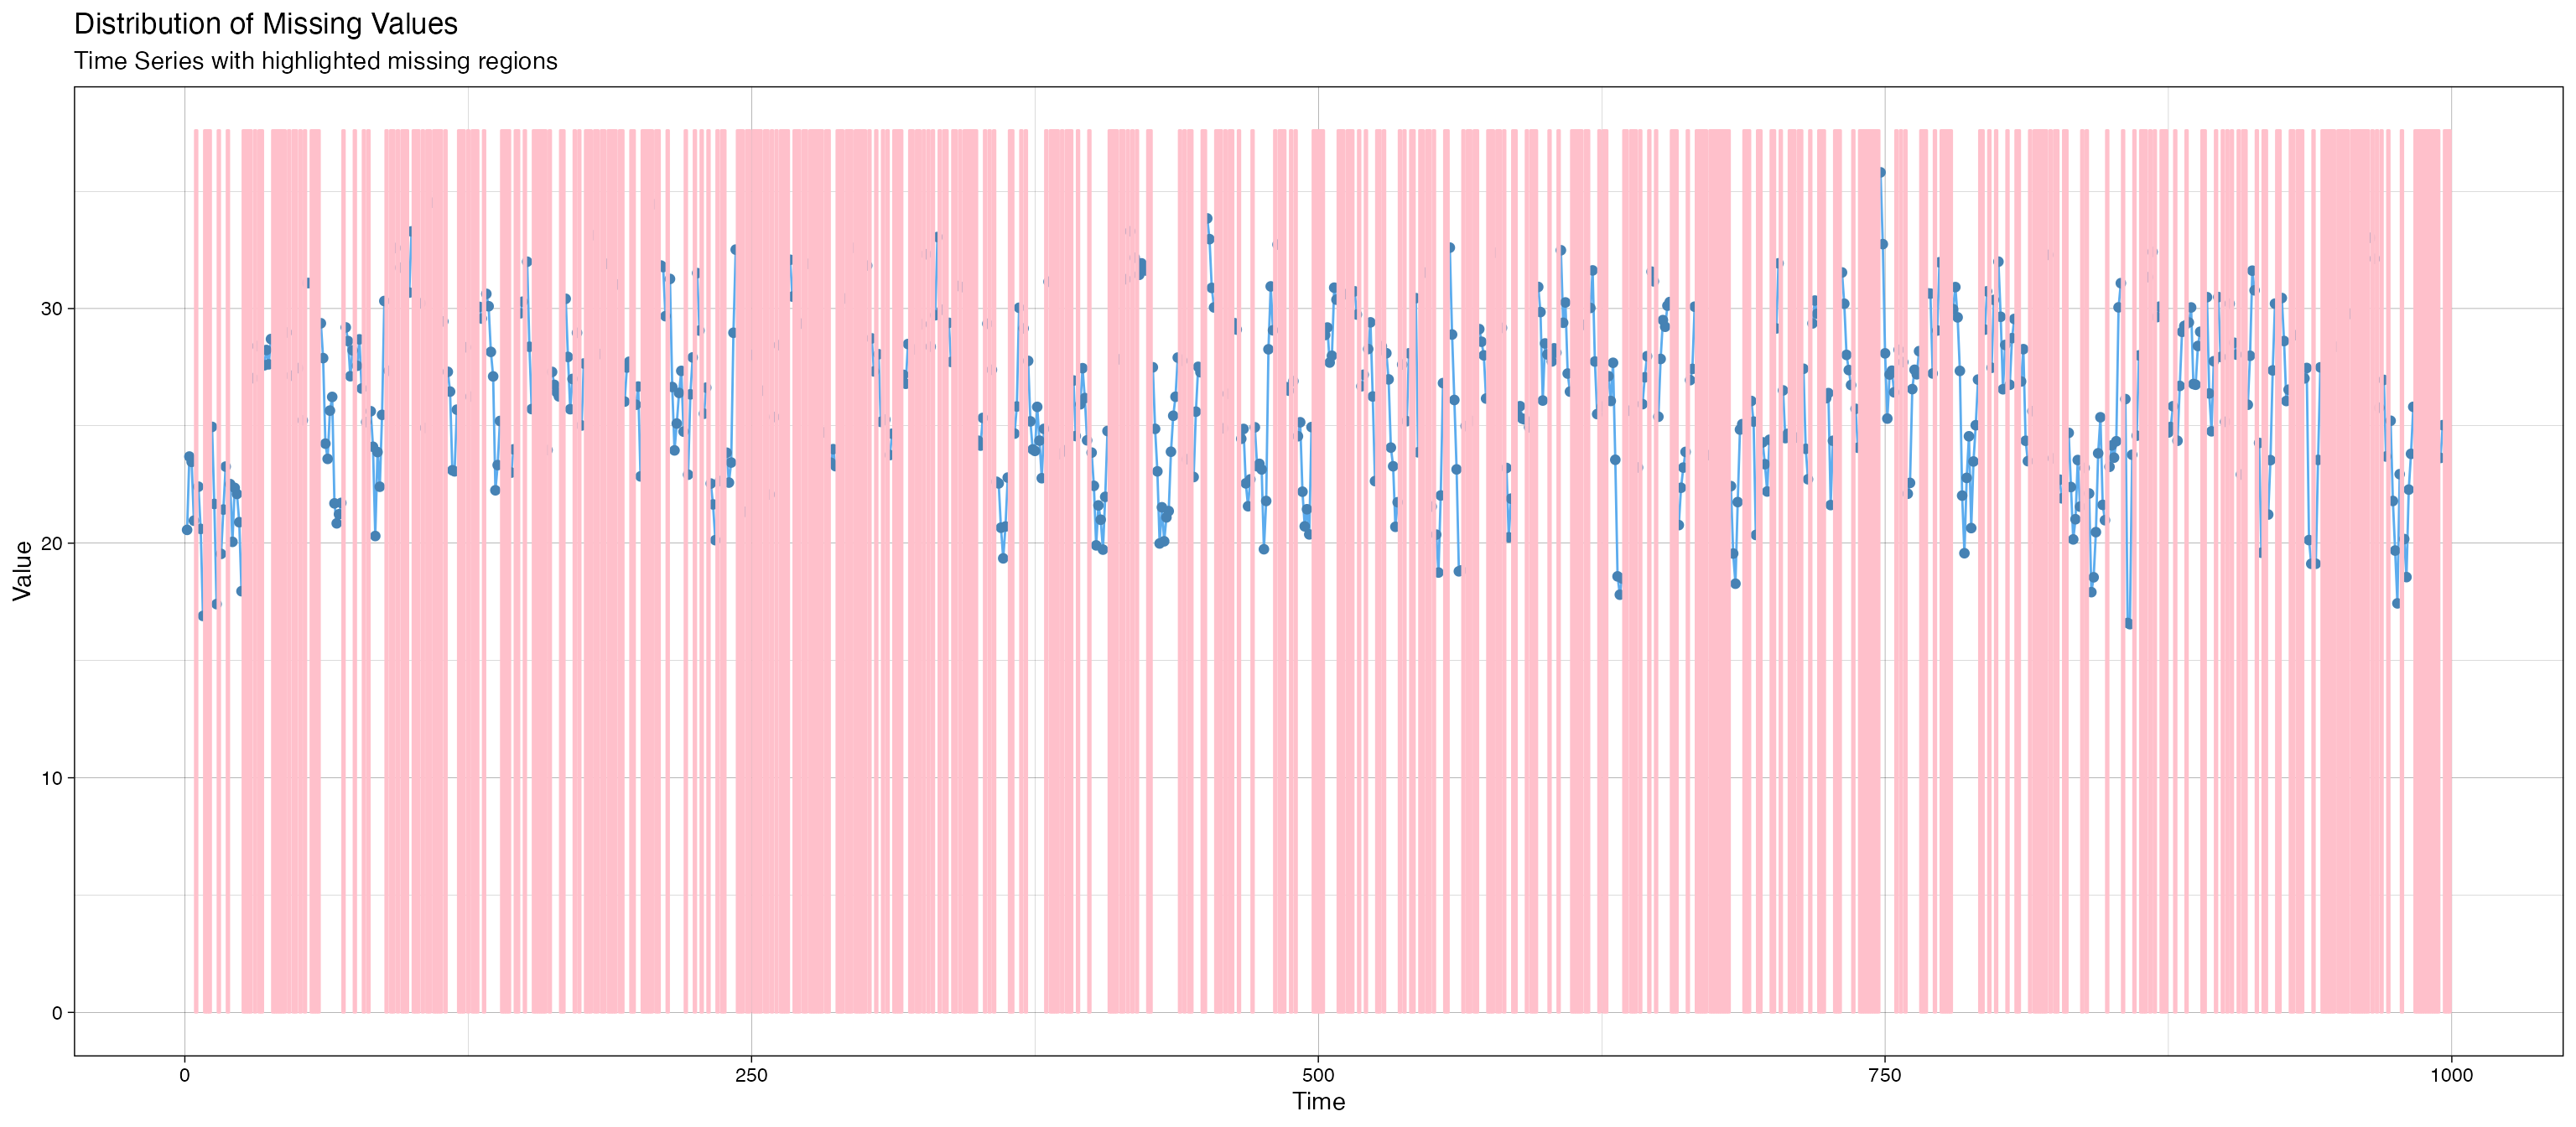 Distribution of Missing Values
Time Series with highlighted missing regions
Value
30
20
10
0
0 250 500 750 1000
Time